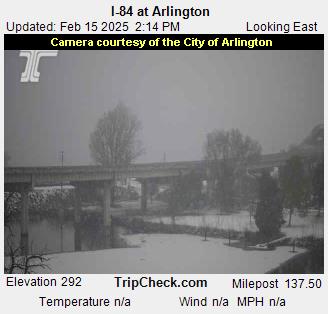 I-84 at Arlington
Updated: Feb 15 2025 2:14 PM Looking East
Camera courtesy of the City of Arlington
Elevation 292 TripCheck.com Milepost 137.50
Temperature n/a Wind n/a MPH n/a